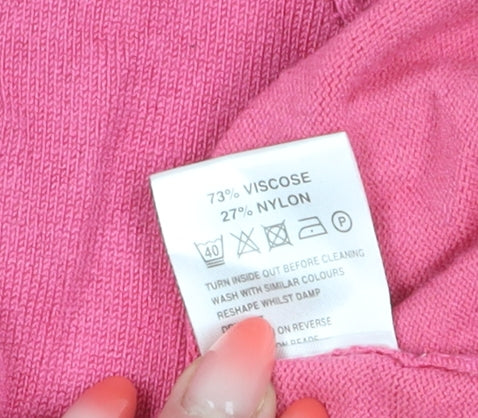 73% VISCOSE
27% NYLON
40 P
TURN INSIDE OUT BEFORE CLEANING
WASH WITH SIMILAR COLOURS
RESHAPE WHILST DAMP
ON REVERSE